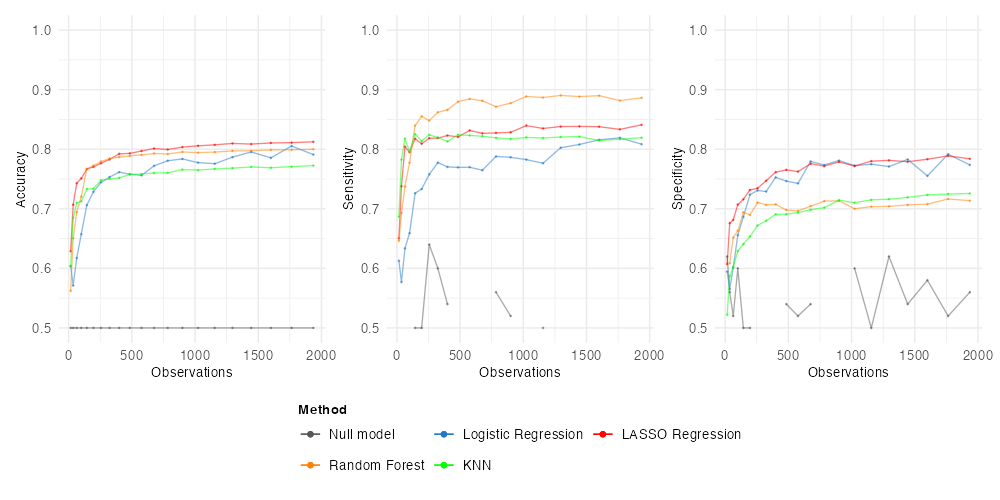 1.0
0.9
0.8
0.7
0.6
0.5
Accuracy
0 500 1000 1500 2000
Observations
1.0
0.9
0.8
0.7
0.6
0.5
Sensitivity
0 500 1000 1500 2000
Observations
1.0
0.9
0.8
0.7
0.6
0.5
Specificity
0 500 1000 1500 2000
Observations
Method
Null model Logistic Regression LASSO Regression
Random Forest KNN